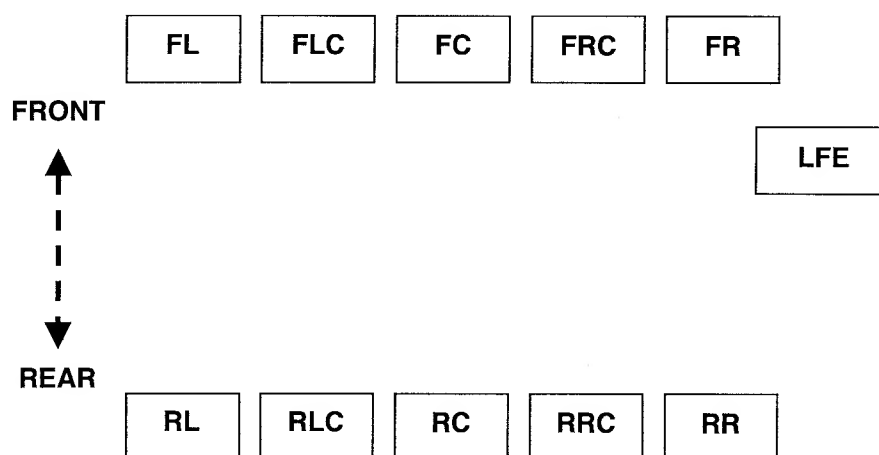 FL FLC FC FRC FR
FRONT
LFE
REAR
RL RLC RC RRC RR